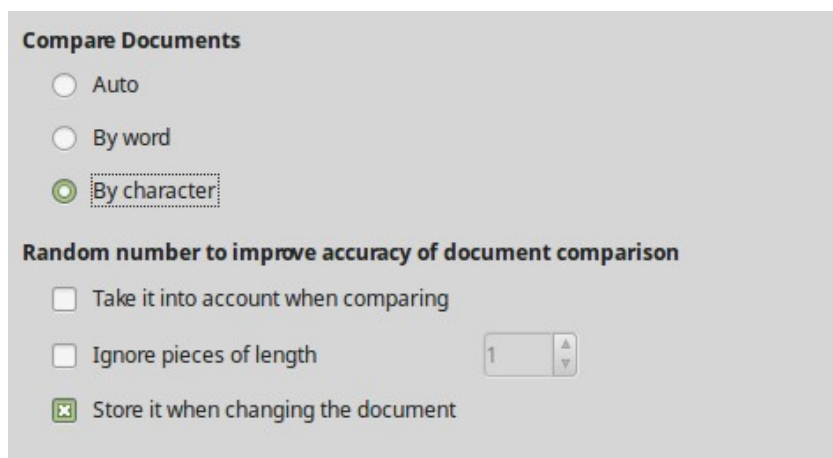 Compare Documents
Auto
By word
By character
Random number to improve accuracy of document comparison
Take it into account when comparing
Ignore pieces of length 1
Store it when changing the document